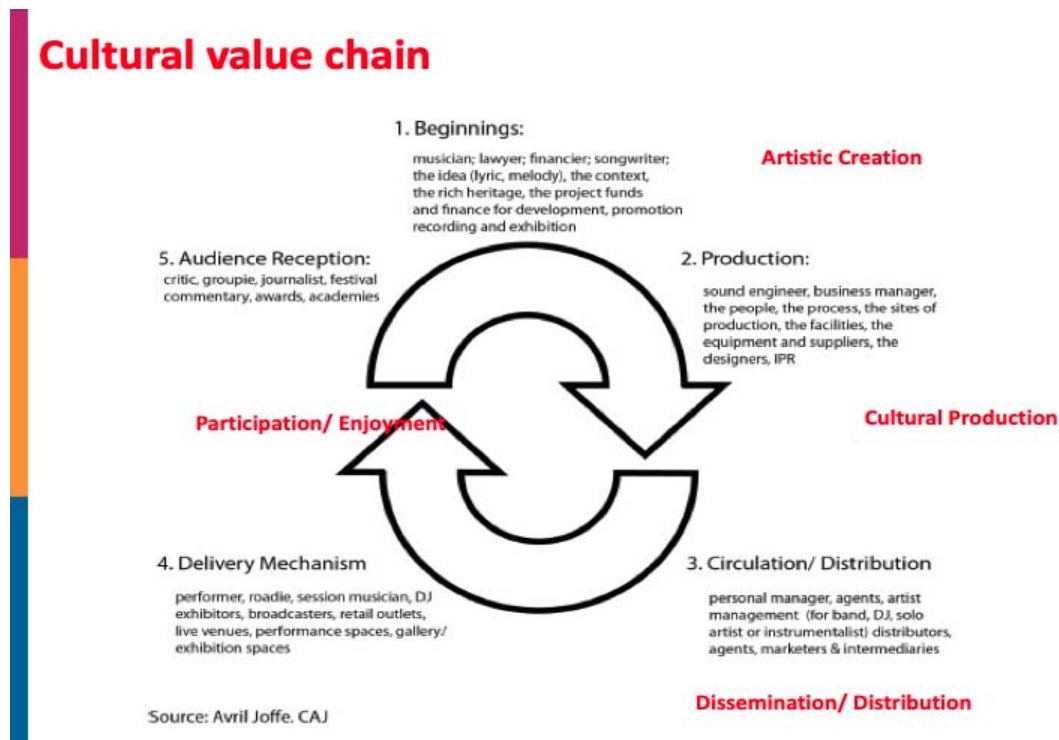 Cultural value chain
1. Beginnings:
musician; lawyer; financier; songwriter;
the idea (lyric, melody), the context,
the rich heritage, the project funds
and finance for development, promotion
recording and exhibition
Artistic Creation
2. Production:
sound engineer, business manager,
the people, the process, the sites of
production, the facilities, the
equipment and suppliers, the
designers, IPR
Cultural Production
3. Circulation/ Distribution
personal manager, agents, artist
management (for band, DJ, solo
artist or instrumentalist) distributors,
agents, marketers & intermediaries
Dissemination/ Distribution
4. Delivery Mechanism
performer, roadie, session musician, DJ
exhibitors, broadcasters, retail outlets,
live venues, performance spaces, gallery/
exhibition spaces
5. Audience Reception:
critic, groupie, journalist, festival
commentary, awards, academies
Participation/ Enjoyment
Source: Avril Joffe. CAJ